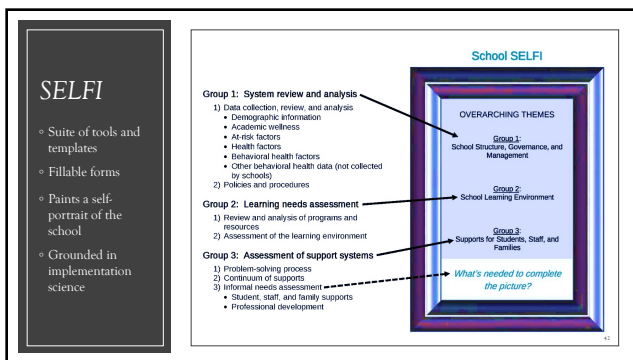 SELFI
◦ Suite of tools and
templates
◦ Fillable forms
◦ Paints a self-
portrait of the
school
◦ Grounded in
implementation
science
Group 1: System review and analysis
1) Data collection, review, and analysis
• Demographic information
• Academic wellness
• At-risk factors
• Health factors
• Behavioral health factors
• Other behavioral health data (not collected
by schools)
2) Policies and procedures
Group 2: Learning needs assessment
1) Review and analysis of programs and
resources
2) Assessment of the learning environment
Group 3: Assessment of support systems
1) Problem-solving process
2) Continuum of supports
3) Informal needs assessment
• Student, staff, and family supports
• Professional development
School SELFI
OVERARCHING THEMES
Group 1:
School Structure, Governance, and
Management
Group 2:
School Learning Environment
Group 3:
Supports for Students, Staff, and
Families
What's needed to complete
the picture?
42